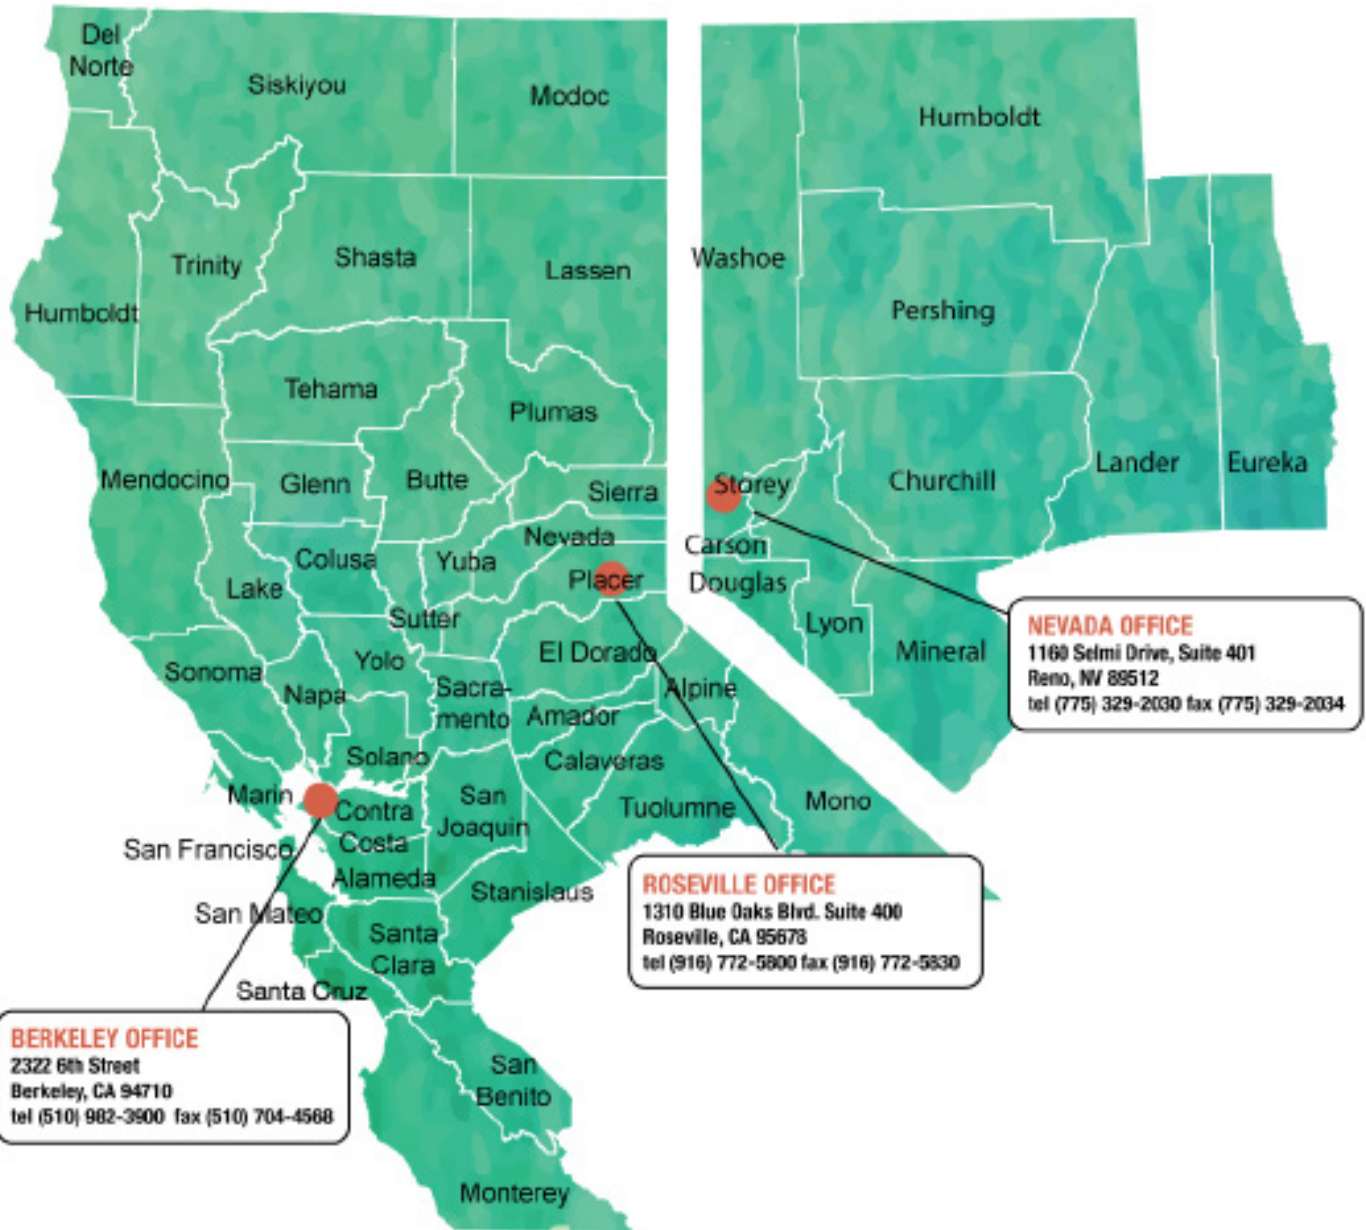 Del
Norte
Siskiyou
Modoc
Humboldt
Trinity
Shasta
Lassen
Washoe
Humboldt
Pershing
Tehama
Plumas
Mendocino
Glenn
Butte
Sierra
Storey
Churchill
Lander
Eureka
Nevada
Colusa
Yuba
Placer
Carson
Douglas
Lake
Sutter
Lyon
Mineral
Sonoma
Yolo
El Dorado
Napa
Sacra-
mento
Alpine
Amador
Solano
Calaveras
Marin
Contra
Costa
San
Joaquin
Tuolumne
Mono
San Francisco
Alameda
Stanislaus
San Mateo
Santa
Clara
Santa Cruz
San
Benito
Monterey
NEVADA OFFICE
1160 Selmi Drive, Suite 401
Reno, NV 89512
tel (775) 329-2030 fax (775) 329-2034
ROSEVILLE OFFICE
1310 Blue Oaks Blvd. Suite 400
Roseville, CA 95678
tel (916) 772-5800 fax (916) 772-5830
BERKELEY OFFICE
2322 6th Street
Berkeley, CA 94710
tel (510) 982-3900 fax (510) 704-4568